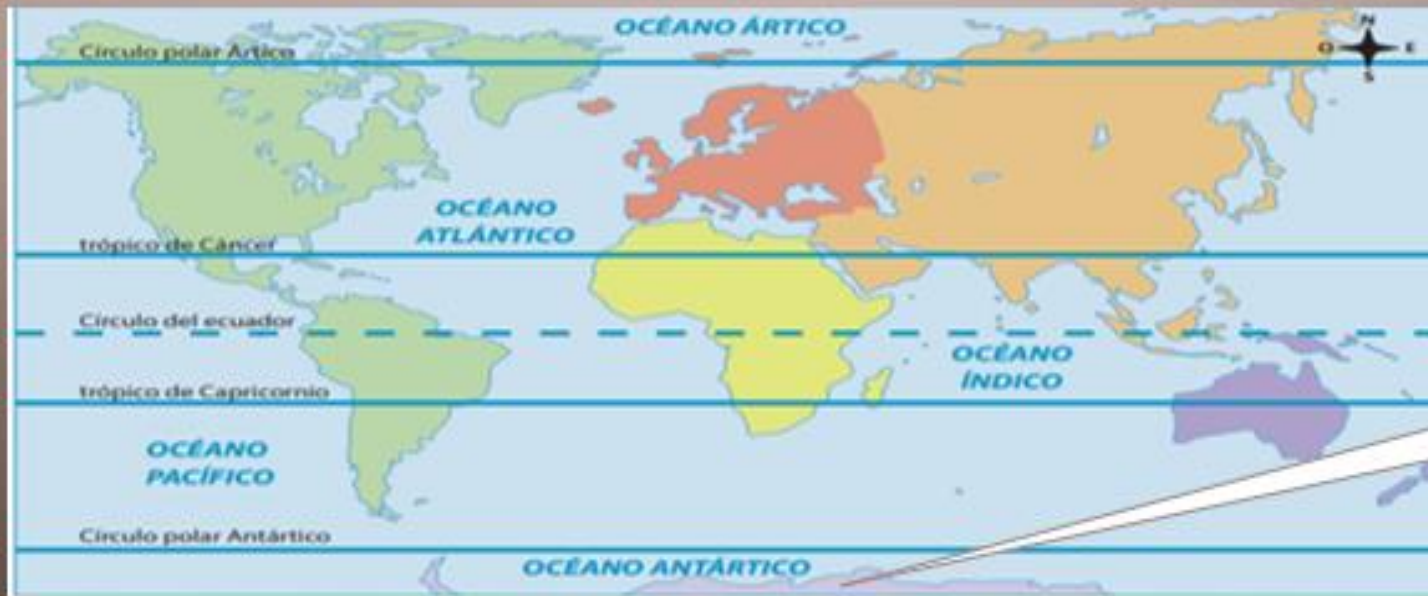 OCÉANO ÁRTICO
N
O E
S
Círculo polar Ártico
OCÉANO
ATLÁNTICO
trópico de Cáncer
Círculo del ecuador
OCÉANO
ÍNDICO
trópico de Capricornio
OCÉANO
PACÍFICO
Círculo polar Antártico
OCÉANO ANTÁRTICO